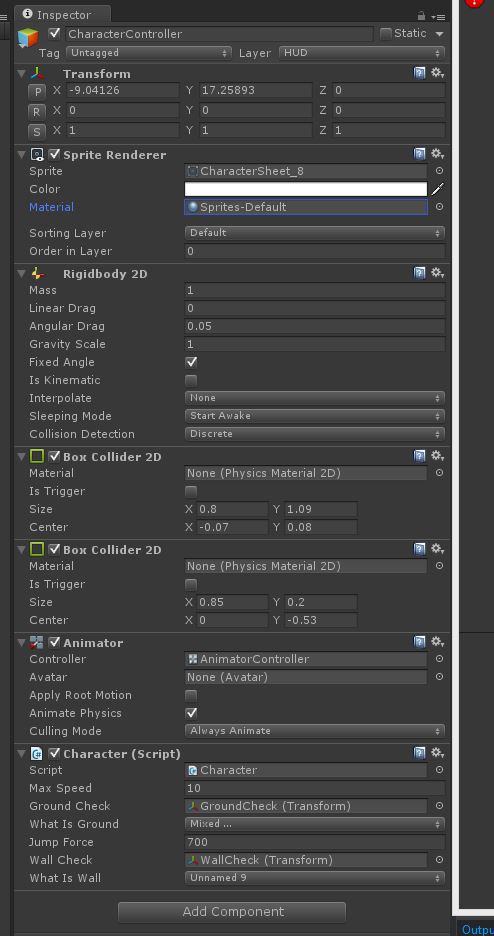 Inspector
CharacterController Static
Tag Untagged Layer HUD
Transform
P X -9.04126 Y 17.25893 Z 0
R X 0 Y 0 Z 0
S X 1 Y 1 Z 1
Sprite Renderer
Sprite CharacterSheet_8
Color
Material Sprites-Default
Sorting Layer Default
Order in Layer 0
Rigidbody 2D
Mass 1
Linear Drag 0
Angular Drag 0.05
Gravity Scale 1
Fixed Angle
Is Kinematic
Interpolate None
Sleeping Mode Start Awake
Collision Detection Discrete
Box Collider 2D
Material None (Physics Material 2D)
Is Trigger
Size X 0.8 Y 1.09
Center X -0.07 Y 0.08
Box Collider 2D
Material None (Physics Material 2D)
Is Trigger
Size X 0.85 Y 0.2
Center X 0 Y -0.53
Animator
Controller AnimatorController
Avatar None (Avatar)
Apply Root Motion
Animate Physics
Culling Mode Always Animate
Character (Script)
Script Character
Max Speed 10
Ground Check GroundCheck (Transform)
What Is Ground Mixed ...
Jump Force 700
Wall Check WallCheck (Transform)
What Is Wall Unnamed 9
Add Component
Outpu